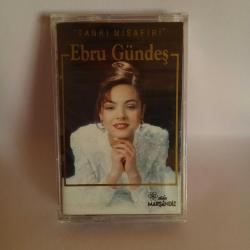 "TANRI MİSAFİRİ"
Ebru Gündeş
MARŞANDİZ